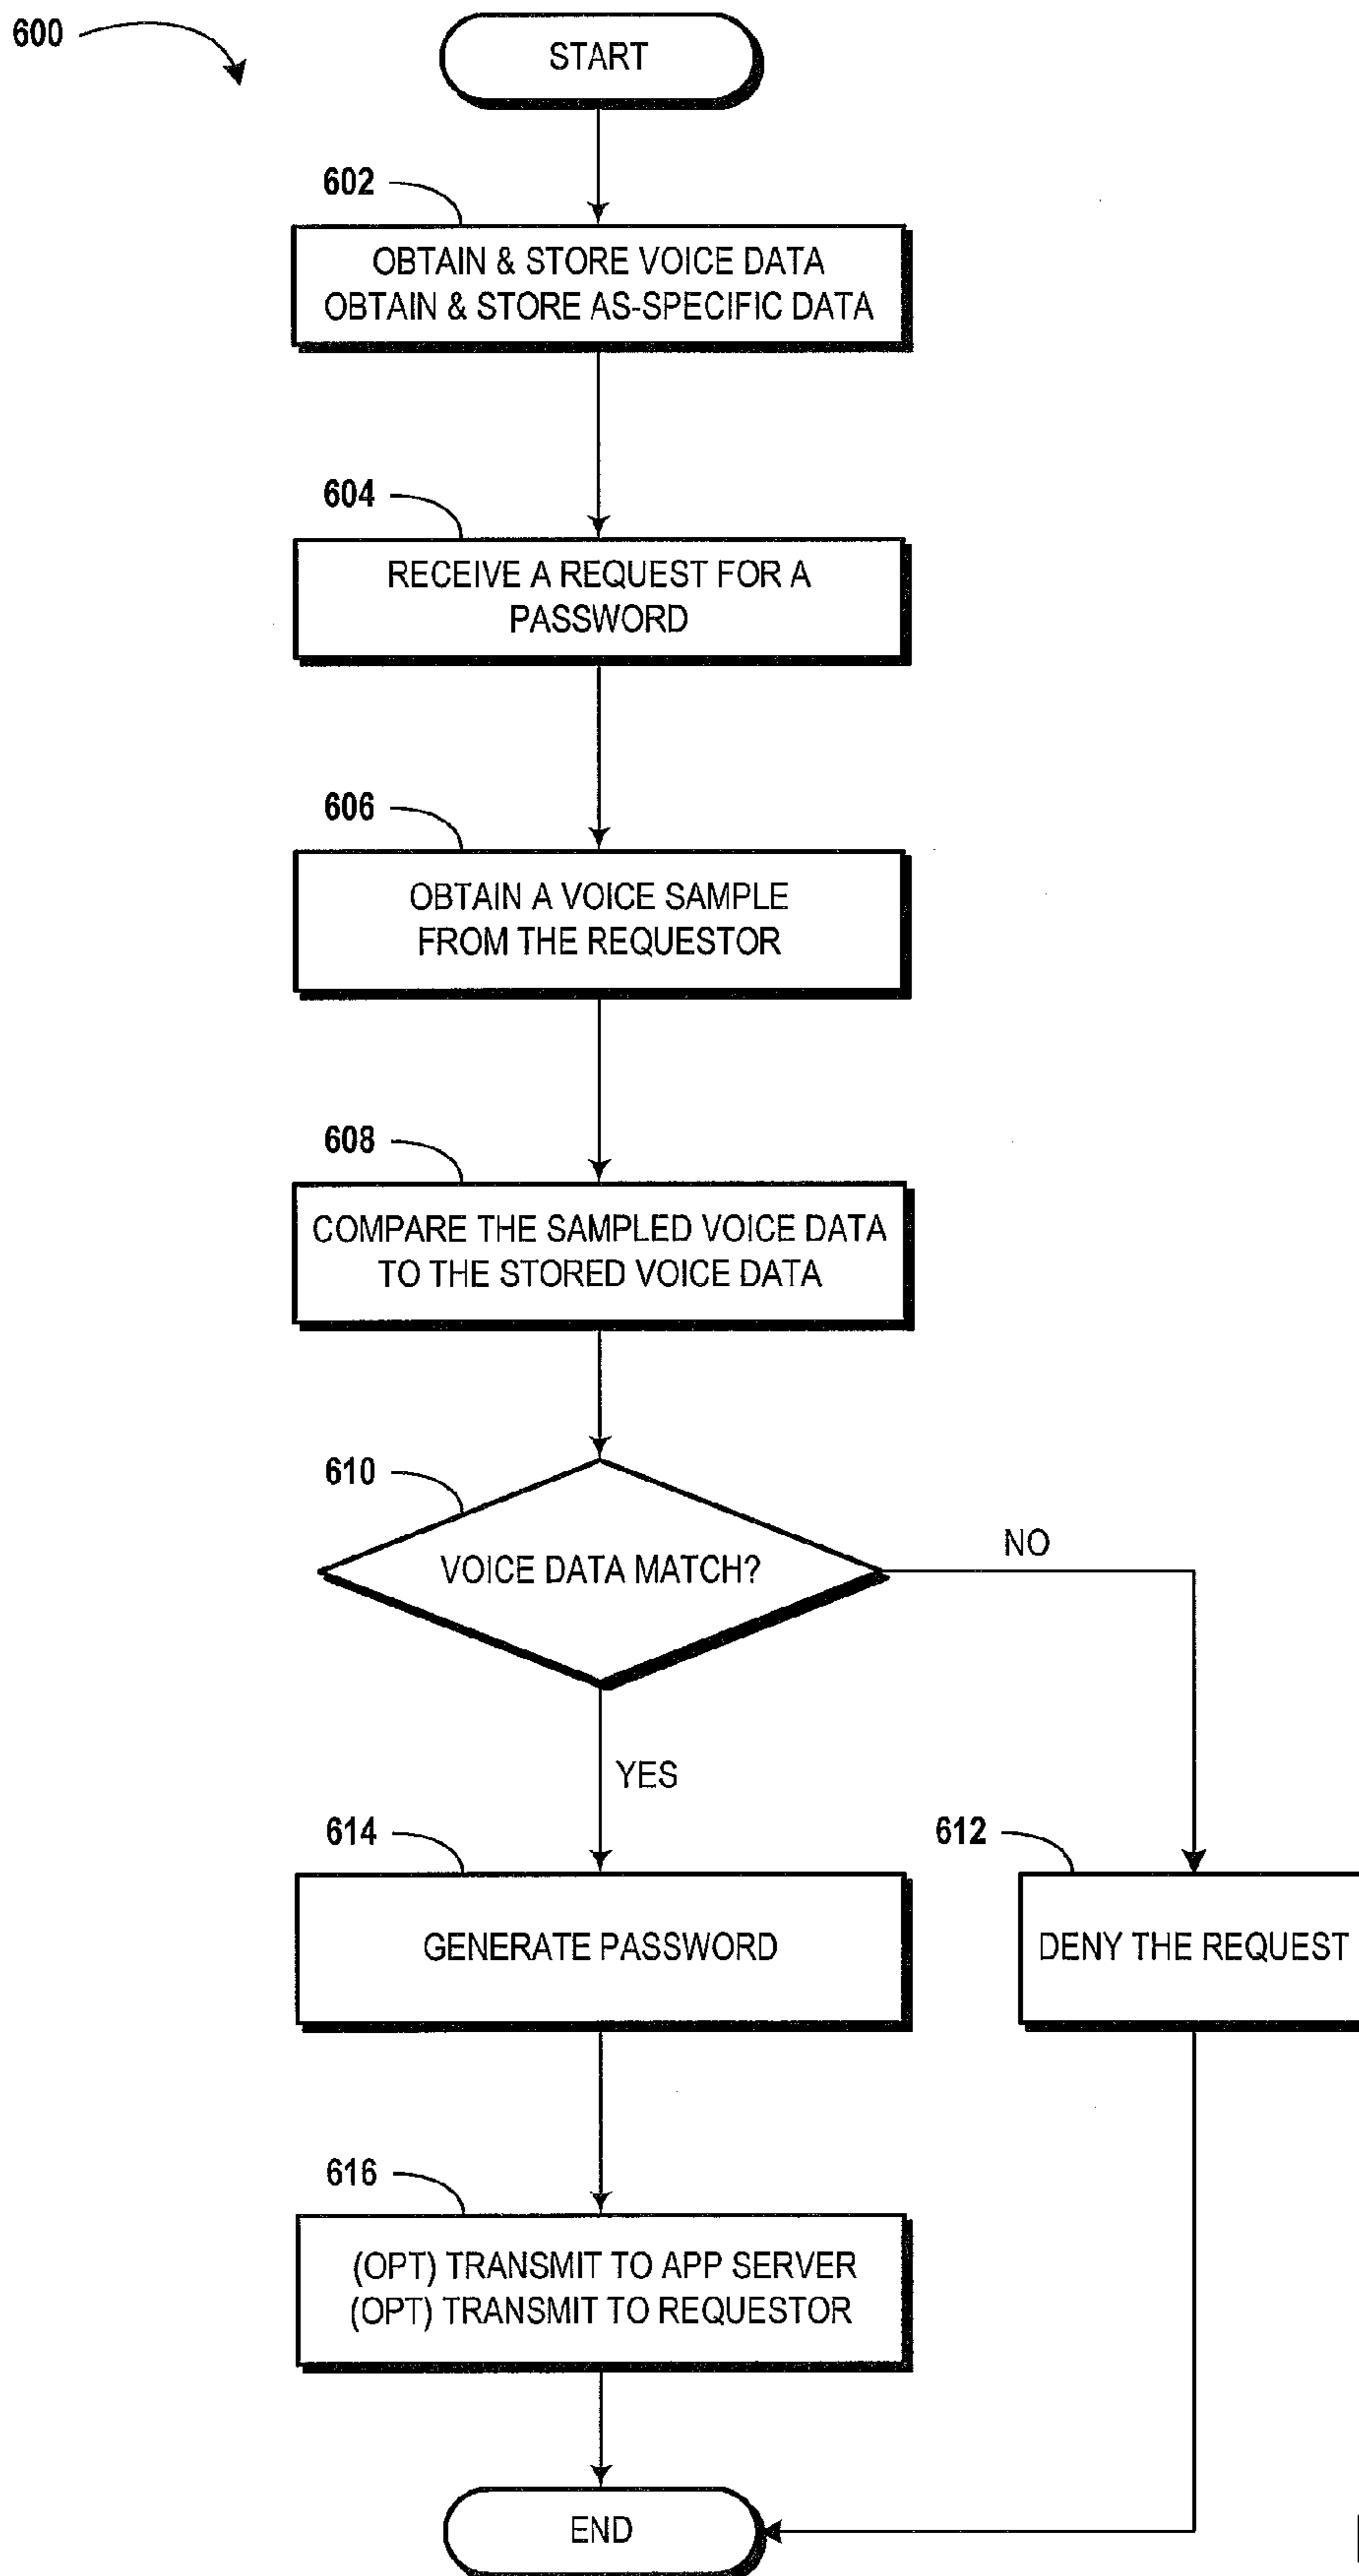 600
START
602
OBTAIN & STORE VOICE DATA
OBTAIN & STORE AS-SPECIFIC DATA
604
RECEIVE A REQUEST FOR A
PASSWORD
606
OBTAIN A VOICE SAMPLE
FROM THE REQUESTOR
608
COMPARE THE SAMPLED VOICE DATA
TO THE STORED VOICE DATA
610
VOICE DATA MATCH?
NO
YES
614
GENERATE PASSWORD
612
DENY THE REQUEST
616
(OPT) TRANSMIT TO APP SERVER
(OPT) TRANSMIT TO REQUESTOR
END